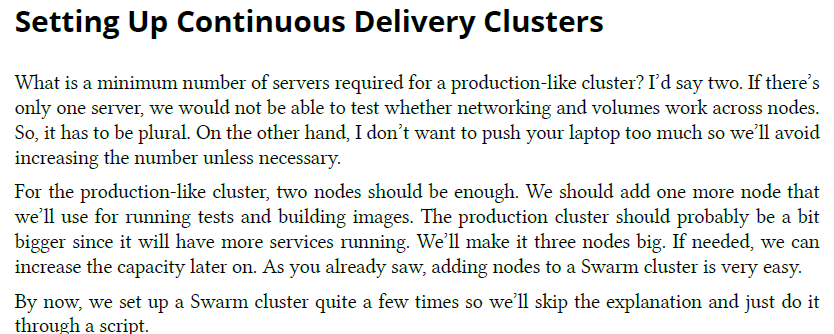 Setting Up Continuous Delivery Clusters
What is a minimum number of servers required for a production-like cluster? I’d say two. If there’s
only one server, we would not be able to test whether networking and volumes work across nodes.
So, it has to be plural. On the other hand, I don’t want to push your laptop too much so we’ll avoid
increasing the number unless necessary.
For the production-like cluster, two nodes should be enough. We should add one more node that
we’ll use for running tests and building images. The production cluster should probably be a bit
bigger since it will have more services running. We’ll make it three nodes big. If needed, we can
increase the capacity later on. As you already saw, adding nodes to a Swarm cluster is very easy.
By now, we set up a Swarm cluster quite a few times so we’ll skip the explanation and just do it
through a script.